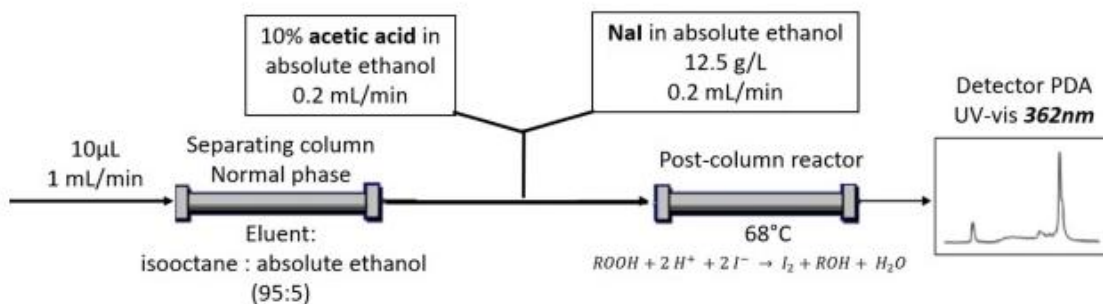 10% acetic acid in
absolute ethanol
0.2 mL/min
NaI in absolute ethanol
12.5 g/L
0.2 mL/min
Detector PDA
UV-vis 362nm
10µL
1 mL/min
Separating column
Normal phase
Post-column reactor
Eluent:
isooctane : absolute ethanol
(95:5)
68°C
ROOH + 2 H⁺ + 2 I⁻ → I₂ + ROH + H₂O